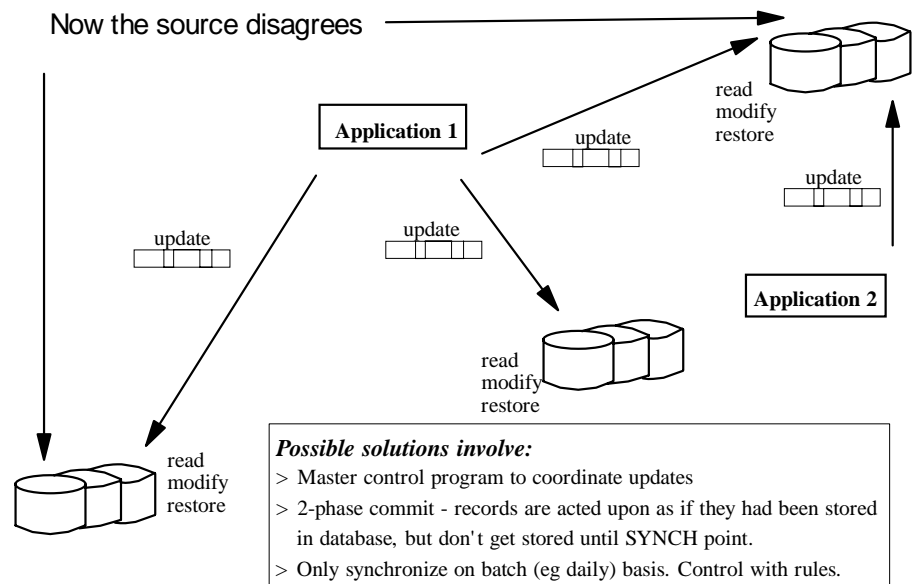 Now the source disagrees
read
modify
restore
Application 1
update
update
update
update
Application 2
read
modify
restore
read
modify
restore
Possible solutions involve:
> Master control program to coordinate updates
> 2-phase commit - records are acted upon as if they had been stored
in database, but don't get stored until SYNCH point.
> Only synchronize on batch (eg daily) basis. Control with rules.